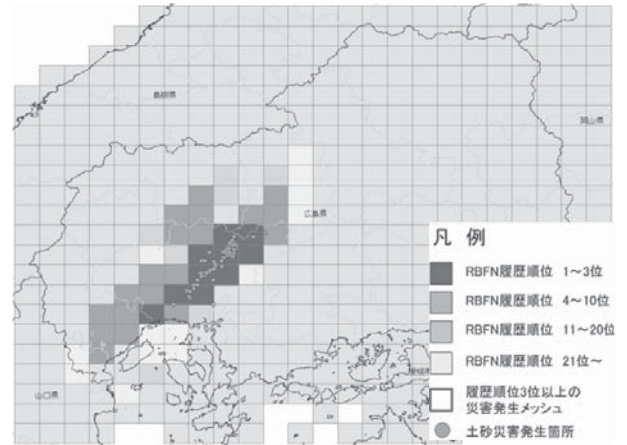 島根県
岡山県
広島県
山口県
凡 例
RBFN履歴順位 1～3位
RBFN履歴順位 4～10位
RBFN履歴順位 11～20位
RBFN履歴順位 21位～
履歴順位3位以上の
災害発生メッシュ
土砂災害発生箇所